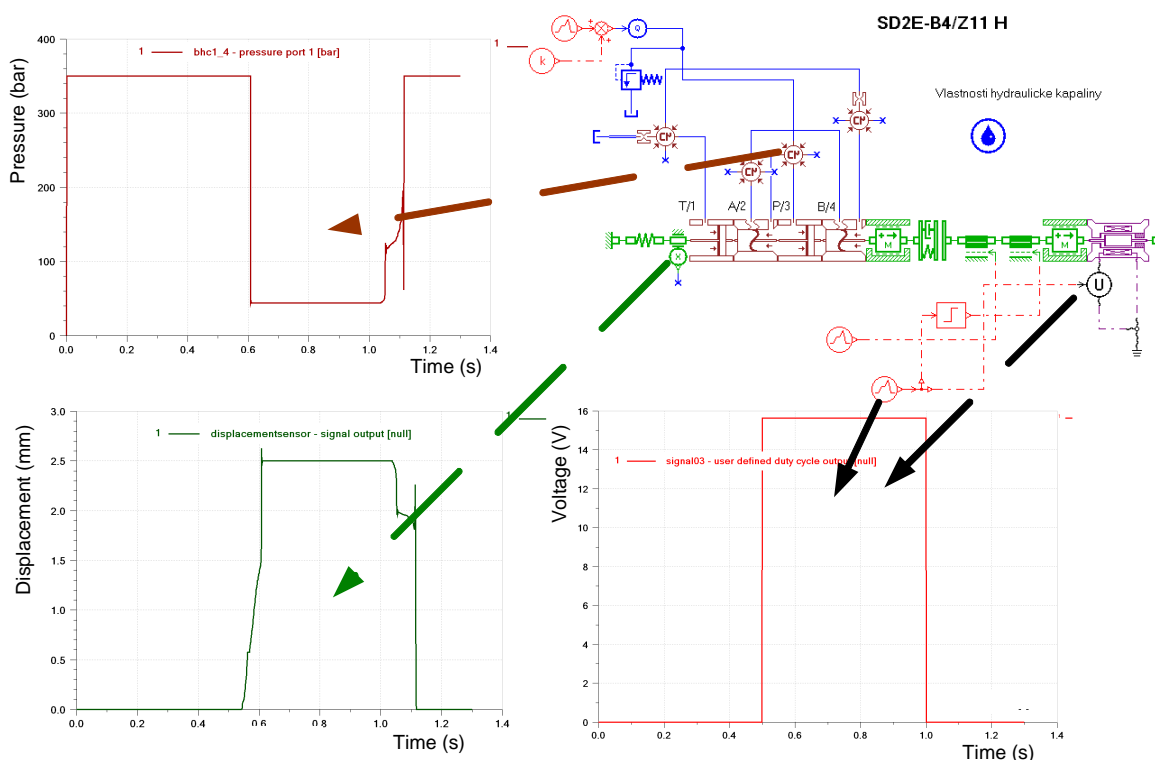 SD2E-B4/Z11 H
1 bhc1_4 - pressure port 1 [bar]
1
Pressure (bar)
400
300
200
100
0
0.0 0.2 0.4 0.6 0.8 1.0 1.2 1.4
Time (s)
+
+
Q
k
Vlastnosti hydraulicke kapaliny
T/1 A/2 P/3 B/4
M
M
X
U
1 displacementsensor - signal output [null]
1
Displacement (mm)
3.0
2.5
2.0
1.5
1.0
0.5
0.0
0.0 0.2 0.4 0.6 0.8 1.0 1.2 1.4
Time (s)
1 signal03 - user defined duty cycle output [null]
1
Voltage (V)
16
14
12
10
8
6
4
2
0
0.0 0.2 0.4 0.6 0.8 1.0 1.2 1.4
Time (s)